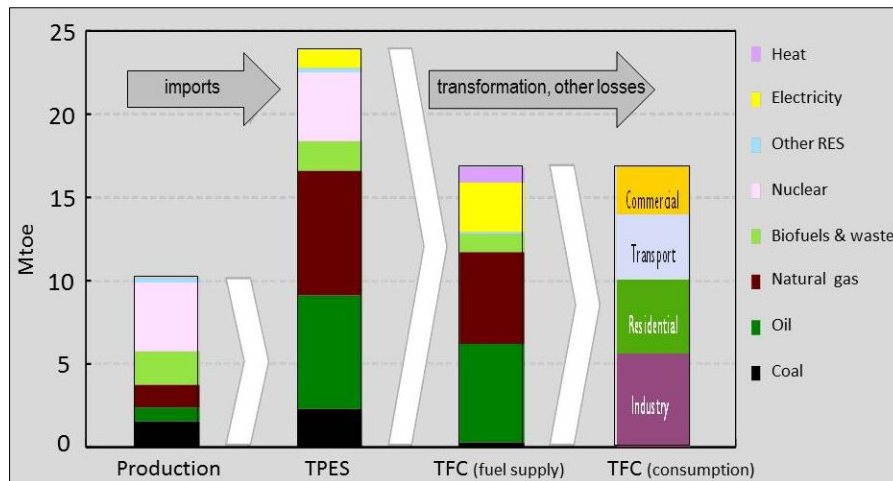 25
20
15
10
5
0
Mtoe
imports
transformation, other losses
Commercial
Transport
Residential
Industry
Production
TPES
TFC (fuel supply)
TFC (consumption)
Heat
Electricity
Other RES
Nuclear
Biofuels & waste
Natural gas
Oil
Coal